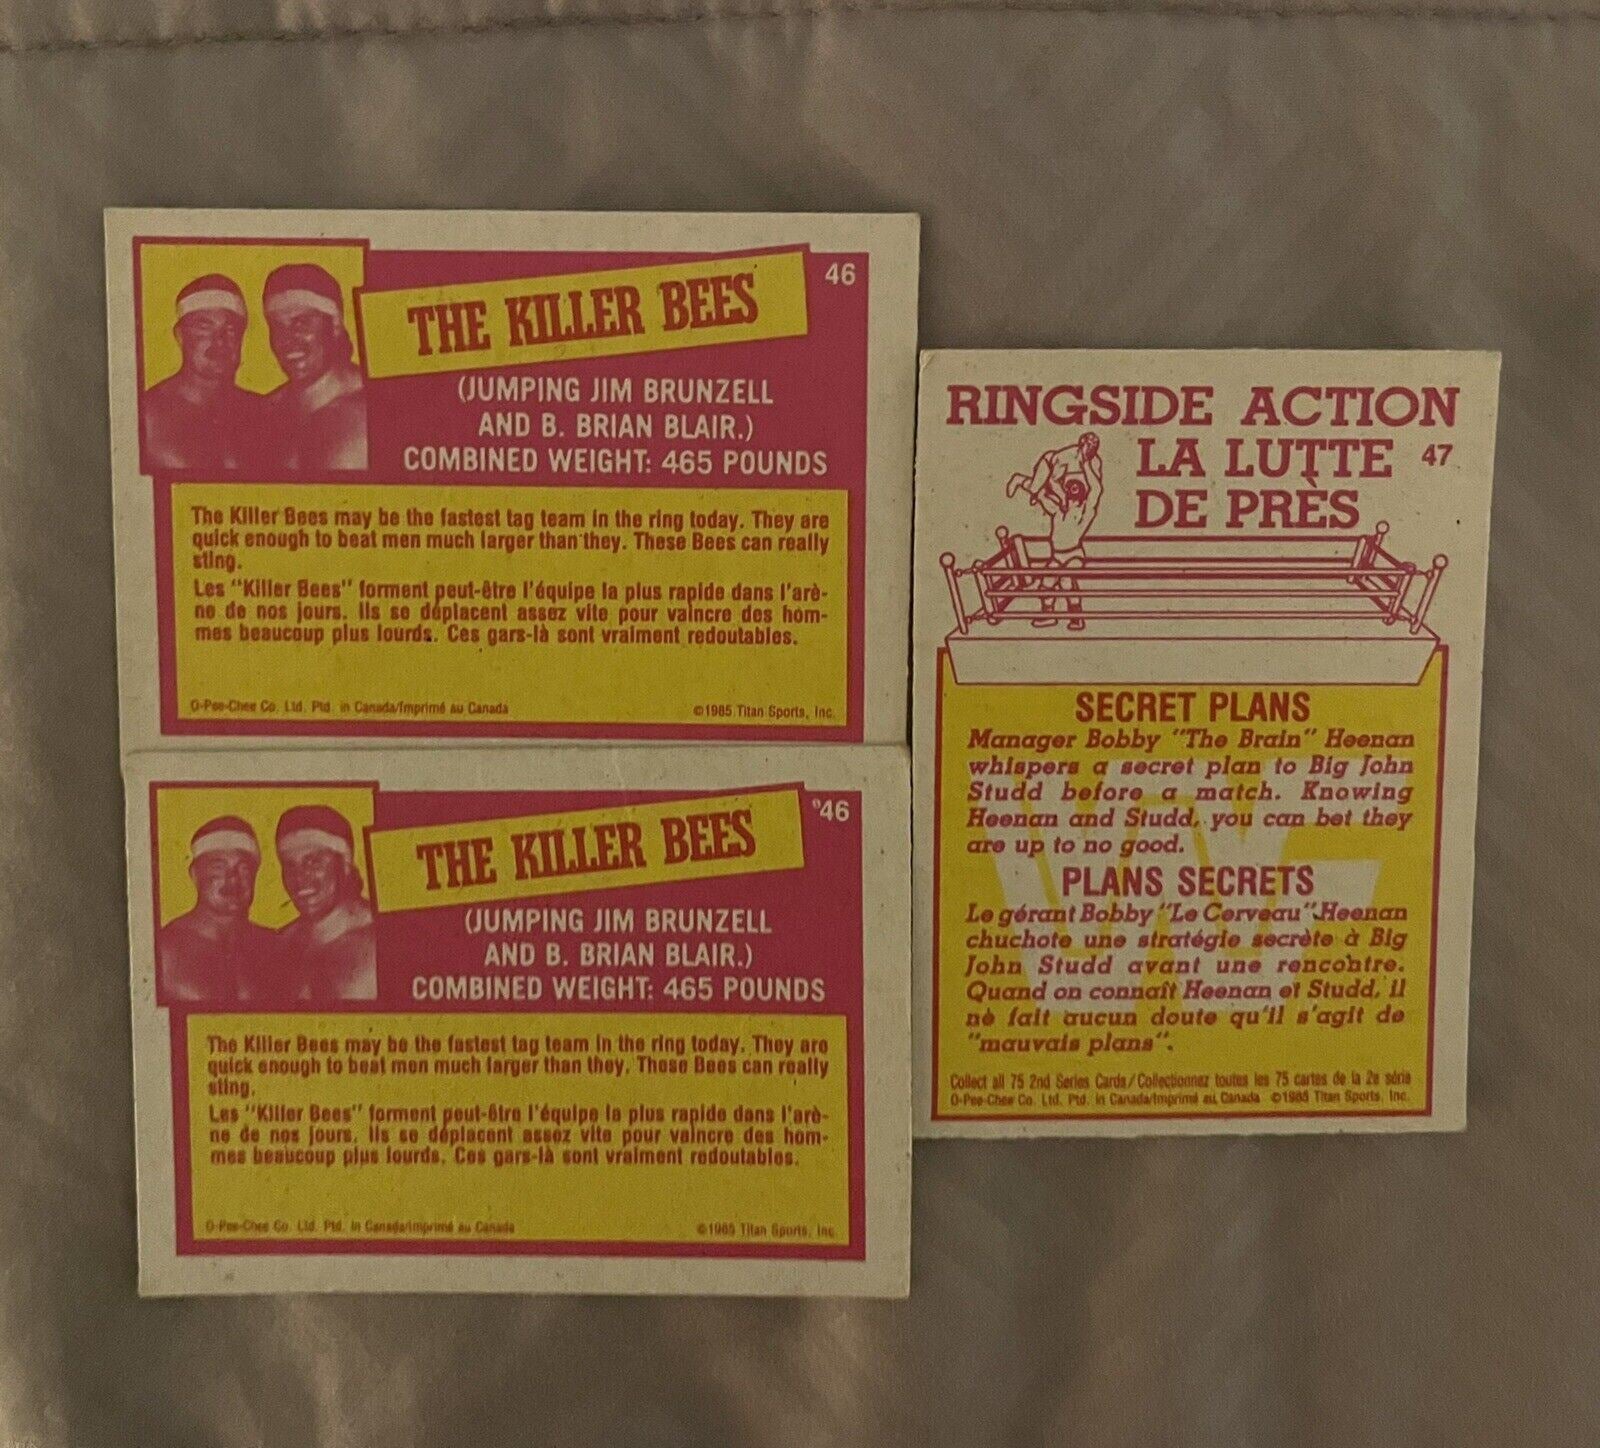 THE KILLER BEES
46
(JUMPING JIM BRUNZELL
AND B. BRIAN BLAIR.)
COMBINED WEIGHT: 465 POUNDS
The Killer Bees may be the fastest tag team in the ring today. They are
quick enough to beat men much larger than they. These Bees can really
sting.
Les "Killer Bees" forment peut-être l'équipe la plus rapide dans l'arè-
ne de nos jours. Ils se déplacent assez vite pour vaincre des hom-
mes beaucoup plus lourds. Ces gars-là sont vraiment redoutables.
O-Pee-Chee Co. Ltd. Ptd. in Canada/Imprimé au Canada
©1985 Titan Sports, Inc.
THE KILLER BEES
46
(JUMPING JIM BRUNZELL
AND B. BRIAN BLAIR.)
COMBINED WEIGHT: 465 POUNDS
The Killer Bees may be the fastest tag team in the ring today. They are
quick enough to beat men much larger than they. These Bees can really
sting.
Les "Killer Bees" forment peut-être l'équipe la plus rapide dans l'arè-
ne de nos jours. Ils se déplacent assez vite pour vaincre des hom-
mes beaucoup plus lourds. Ces gars-là sont vraiment redoutables.
O-Pee-Chee Co. Ltd. Ptd. in Canada/Imprimé au Canada
©1985 Titan Sports, Inc.
RINGSIDE ACTION
LA LUTTE 47
DE PRÈS
SECRET PLANS
Manager Bobby "The Brain" Heenan
whispers a secret plan to Big John
Studd before a match. Knowing
Heenan and Studd, you can bet they
are up to no good.
PLANS SECRETS
Le gérant Bobby "Le Cerveau" Heenan
chuchote une stratégie secrète à Big
John Studd avant une rencontre.
Quand on connaît Heenan et Studd, il
ne fait aucun doute qu'il s'agit de
"mauvais plans".
Collect all 75 2nd Series Cards/Collectionnez toutes les 75 cartes de la 2e série
O-Pee-Chee Co. Ltd. Ptd. in Canada/Imprimé au Canada ©1985 Titan Sports, Inc.